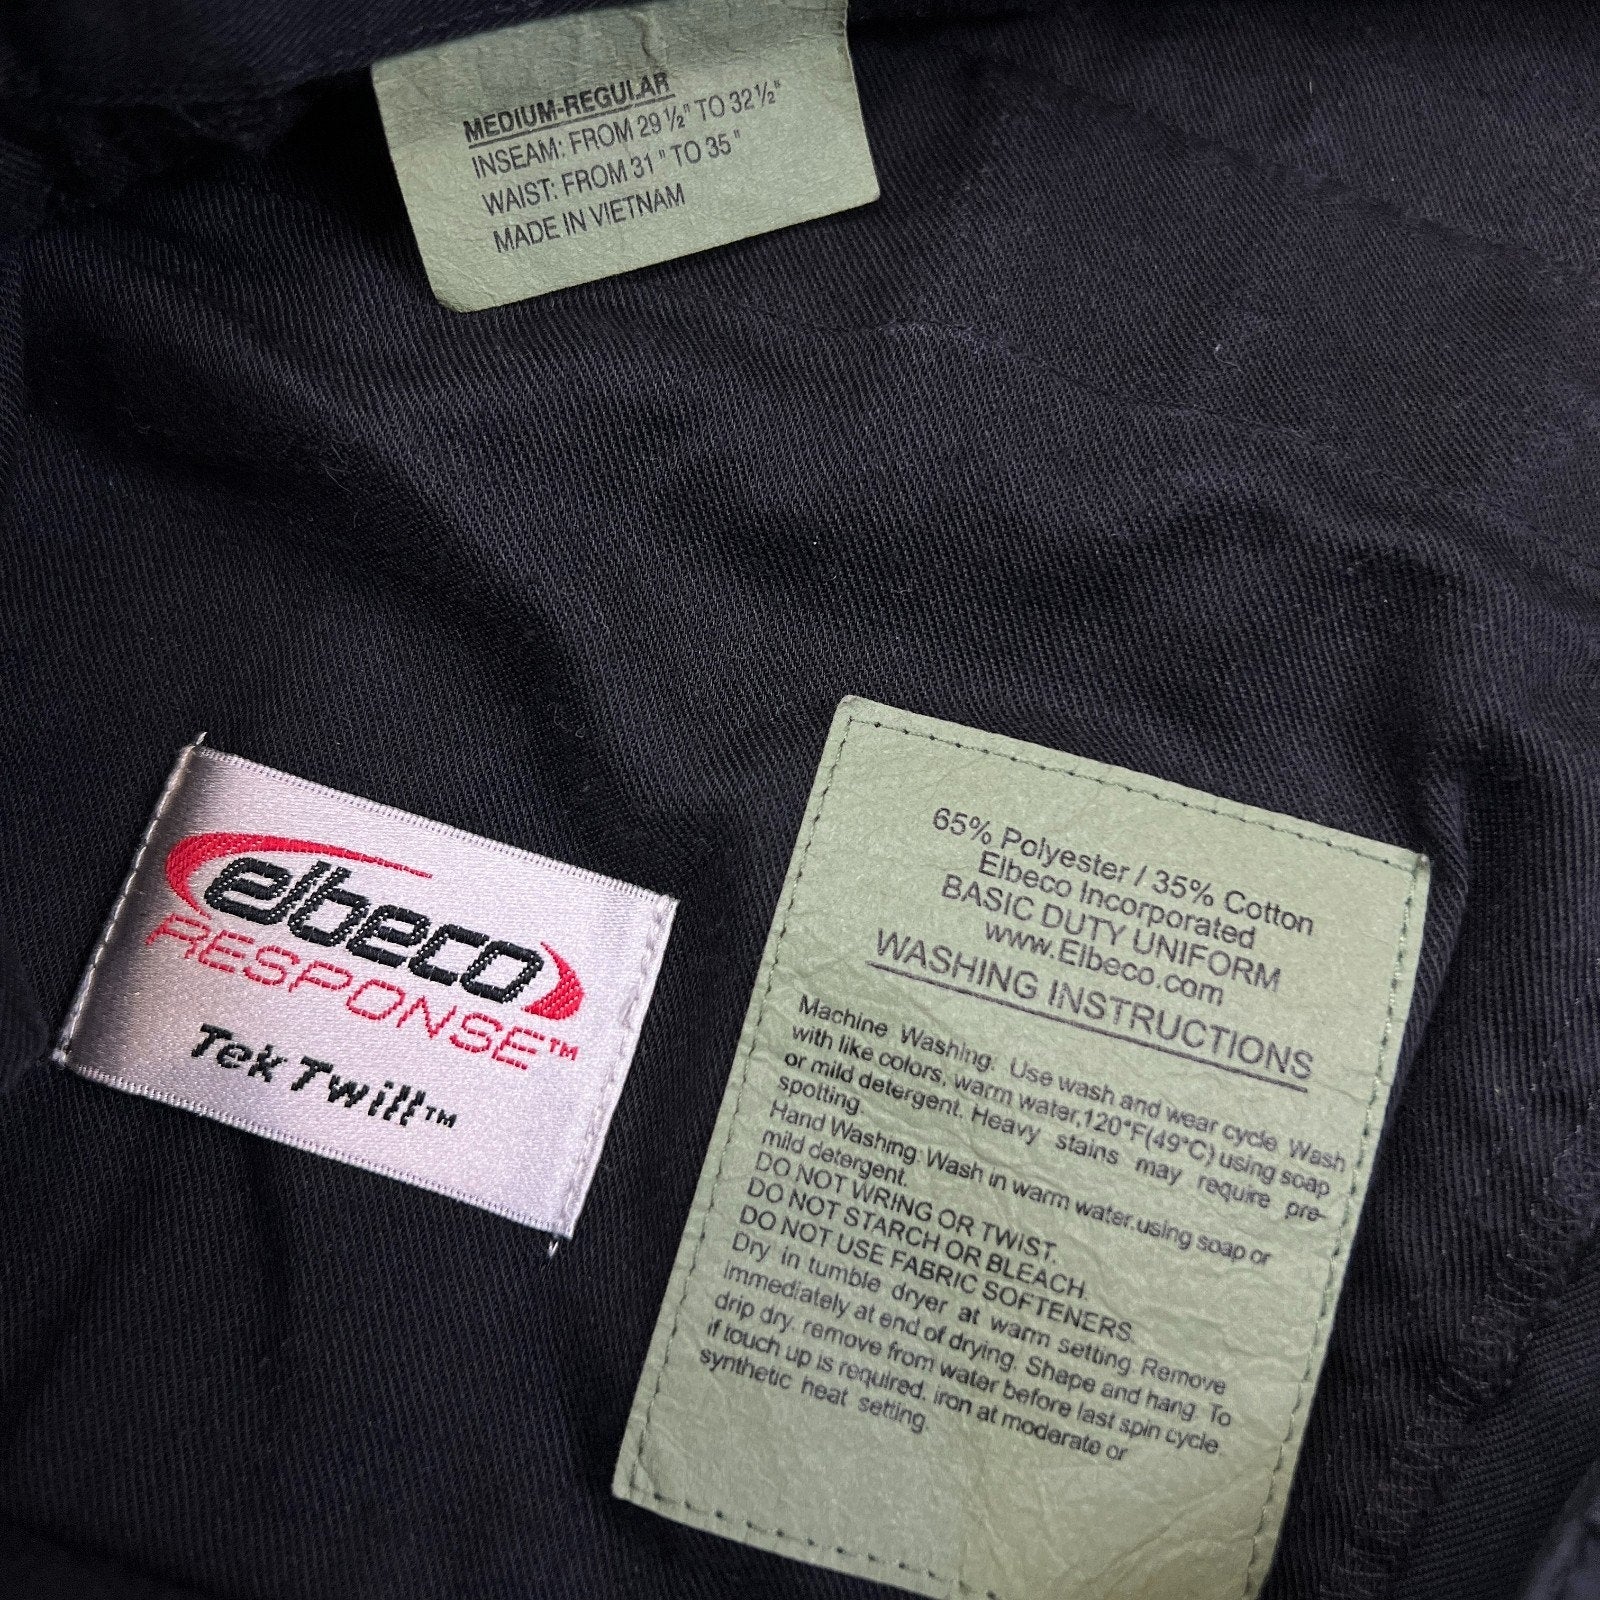 MEDIUM-REGULAR
INSEAM: FROM 29 ½" TO 32 ½"
WAIST: FROM 31 " TO 35 "
MADE IN VIETNAM
elbeco
RESPONSE™
Tek Twill™
65% Polyester / 35% Cotton
Elbeco Incorporated
BASIC DUTY UNIFORM
www.Elbeco.com
WASHING INSTRUCTIONS
Machine Washing: Use wash and wear cycle. Wash
with like colors, warm water,120°F(49°C) using soap
or mild detergent. Heavy stains may require pre-
spotting.
Hand Washing: Wash in warm water using soap or
mild detergent.
DO NOT WRING OR TWIST.
DO NOT STARCH OR BLEACH.
DO NOT USE FABRIC SOFTENERS.
Dry in tumble dryer at warm setting. Remove
immediately at end of drying. Shape and hang. To
drip dry, remove from water before last spin cycle.
if touch up is required, iron at moderate or
synthetic heat setting.